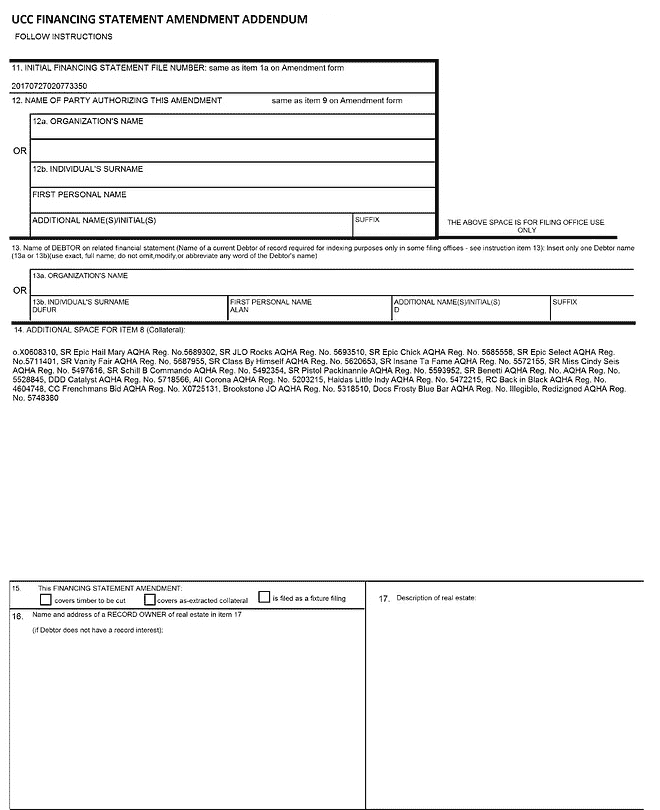 UCC FINANCING STATEMENT AMENDMENT ADDENDUM
FOLLOW INSTRUCTIONS
11. INITIAL FINANCING STATEMENT FILE NUMBER: same as item 1a on Amendment form
20170727020773350
12. NAME OF PARTY AUTHORIZING THIS AMENDMENT same as item 9 on Amendment form
12a. ORGANIZATION'S NAME
OR
12b. INDIVIDUAL'S SURNAME
FIRST PERSONAL NAME
ADDITIONAL NAME(S)/INITIAL(S) SUFFIX
THE ABOVE SPACE IS FOR FILING OFFICE USE
ONLY
13. Name of DEBTOR on related financial statement (Name of a current Debtor of record required for indexing purposes only in some filing offices - see instruction item 13): Insert only one Debtor name
(13a or 13b)(use exact, full name; do not omit,modify,or abbreviate any word of the Debtor's name)
13a. ORGANIZATION'S NAME
OR
13b. INDIVIDUAL'S SURNAME FIRST PERSONAL NAME ADDITIONAL NAME(S)/INITIAL(S) SUFFIX
DUFUR ALAN D
14. ADDITIONAL SPACE FOR ITEM 8 (Collateral):
o.X0608310, SR Epic Hail Mary AQHA Reg. No.5689302, SR JLO Rocks AQHA Reg. No. 5693510, SR Epic Chick AQHA Reg. No. 5685558, SR Epic Select AQHA Reg.
No.5711401, SR Vanity Fair AQHA Reg. No. 5687955, SR Class By Himself AQHA Reg. No. 5620653, SR Insane Ta Fame AQHA Reg. No. 5572155, SR Miss Cindy Seis
AQHA Reg. No. 5497616, SR Schill B Commando AQHA Reg. No. 5492354, SR Pistol Packinannie AQHA Reg. No. 5593952, SR Benetti AQHA Reg. No, AQHA Reg. No.
5528845, DDD Catalyst AQHA Reg. No. 5718566, Ali Corona AQHA Reg. No. 5203215, Haidas Little Indy AQHA Reg. No. 5472215, RC Back in Black AQHA Reg. No.
4604748, CC Frenchmans Bid AQHA Reg. No. X0725131, Brookstone JO AQHA Reg. No. 5318510, Docs Frosty Blue Bar AQHA Reg. No. Illegible, Redizigned AQHA Reg.
No. 5748380
15. This FINANCING STATEMENT AMENDMENT:
covers timber to be cut covers as-extracted collateral is filed as a fixture filing
16. Name and address of a RECORD OWNER of real estate in item 17
(if Debtor does not have a record interest):
17. Description of real estate: